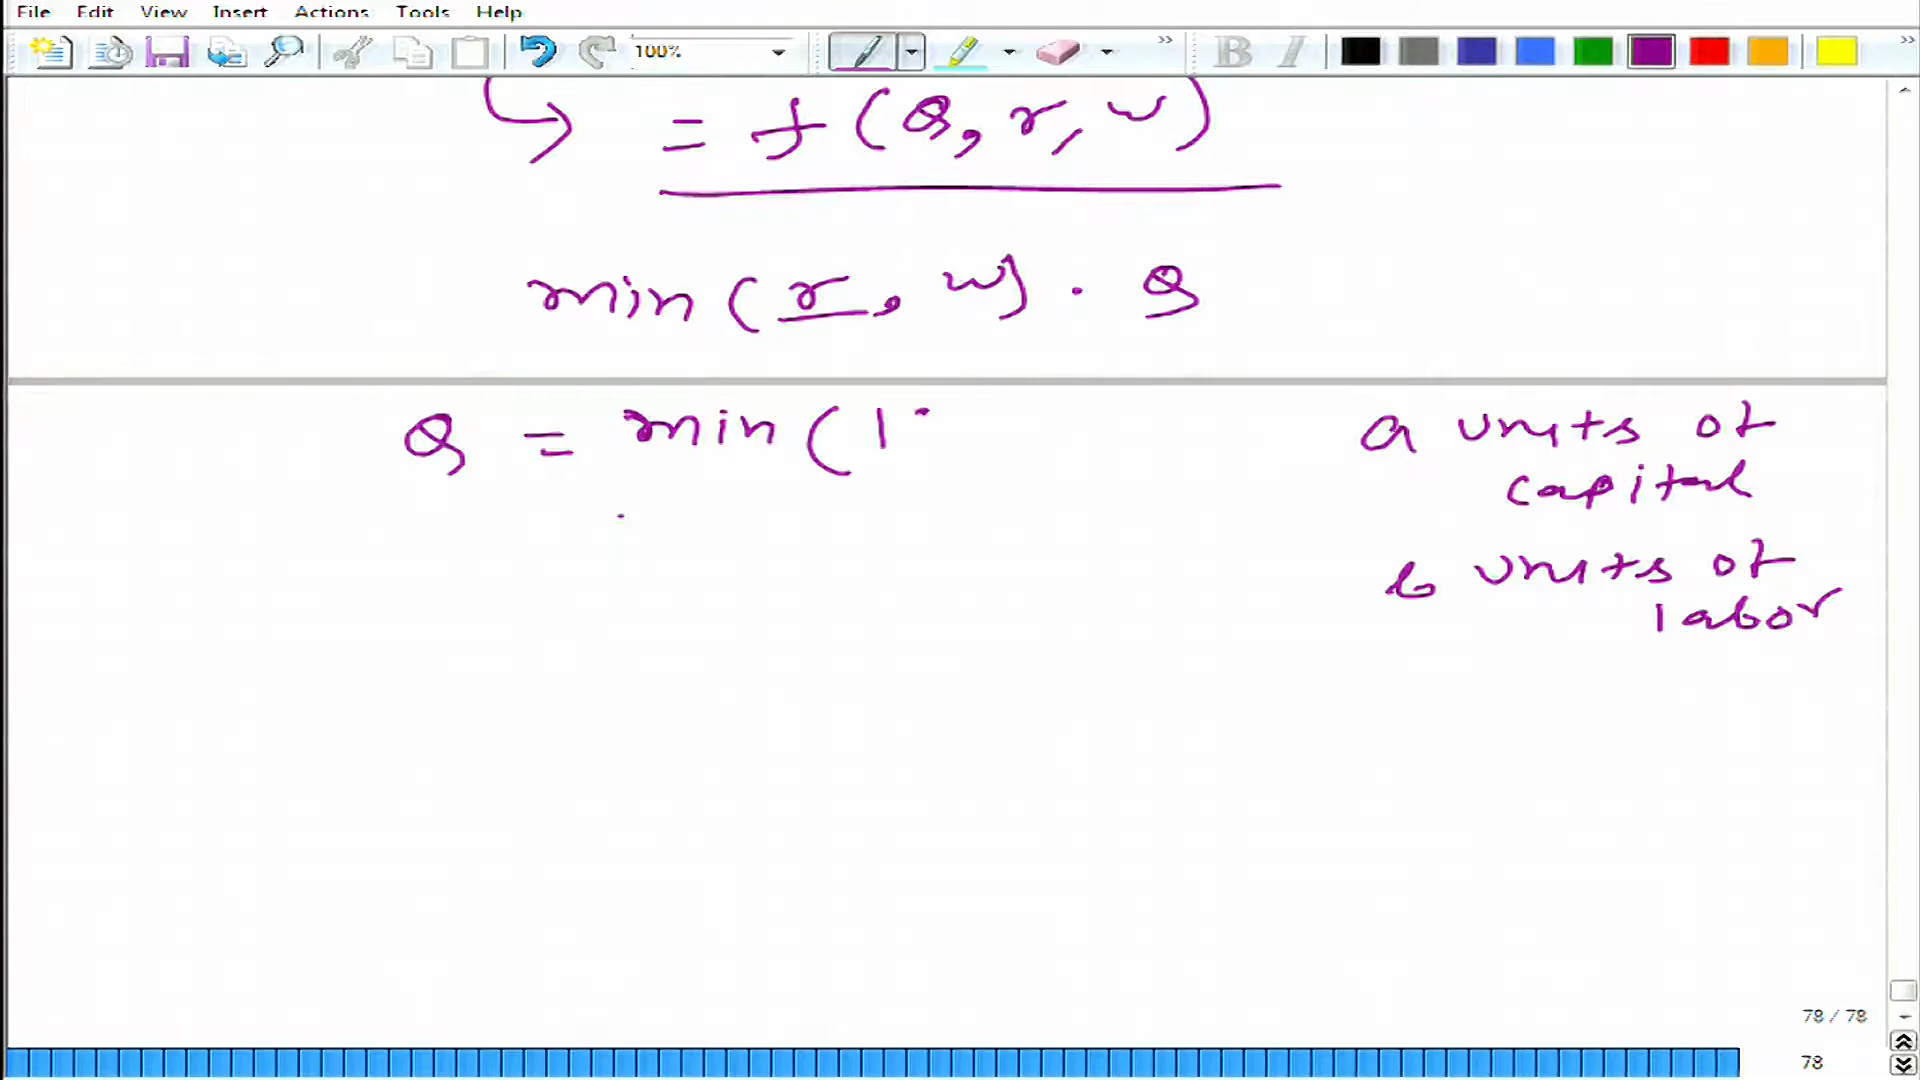 File Edit View Insert Actions Tools Help
100%
B I
= f (Q, r, w)
min ( r, w) . Q
Q = min (
a units of
capital
b units of
labor
78 / 78
78